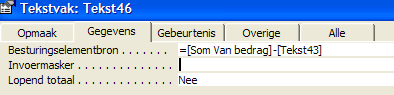 Tekstvak: Tekst46
Opmaak Gegevens Gebeurtenis Overige Alle
Besturingselementbron . . . . . . . =[Som Van bedrag]-[Tekst43]
Invoermasker . . . . . . . . . . . . . . .
Lopend totaal . . . . . . . . . . . . . . Nee